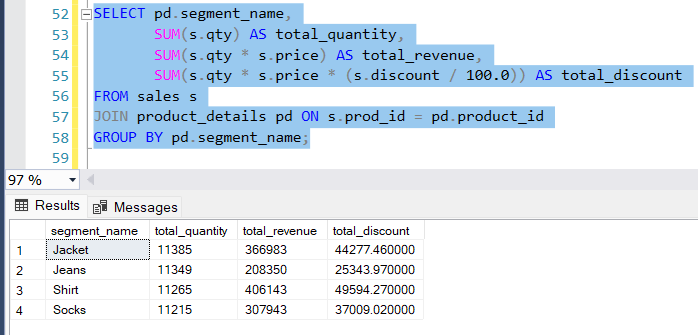 52 SELECT pd.segment_name,
53 SUM(s.qty) AS total_quantity,
54 SUM(s.qty * s.price) AS total_revenue,
55 SUM(s.qty * s.price * (s.discount / 100.0)) AS total_discount
56 FROM sales s
57 JOIN product_details pd ON s.prod_id = pd.product_id
58 GROUP BY pd.segment_name;
59
97 %
Results Messages
segment_name total_quantity total_revenue total_discount
1 Jacket 11385 366983 44277.460000
2 Jeans 11349 208350 25343.970000
3 Shirt 11265 406143 49594.270000
4 Socks 11215 307943 37009.020000